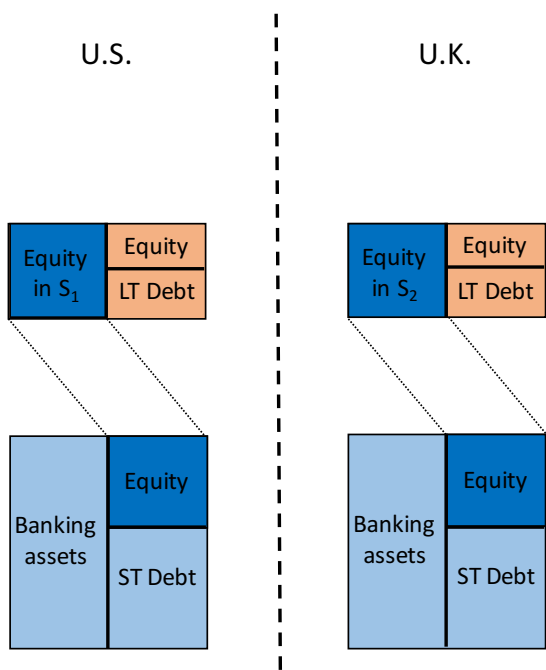 U.S.
U.K.
Equity
in S₁
Equity
LT Debt
Equity
in S₂
Equity
LT Debt
Banking
assets
Equity
ST Debt
Banking
assets
Equity
ST Debt